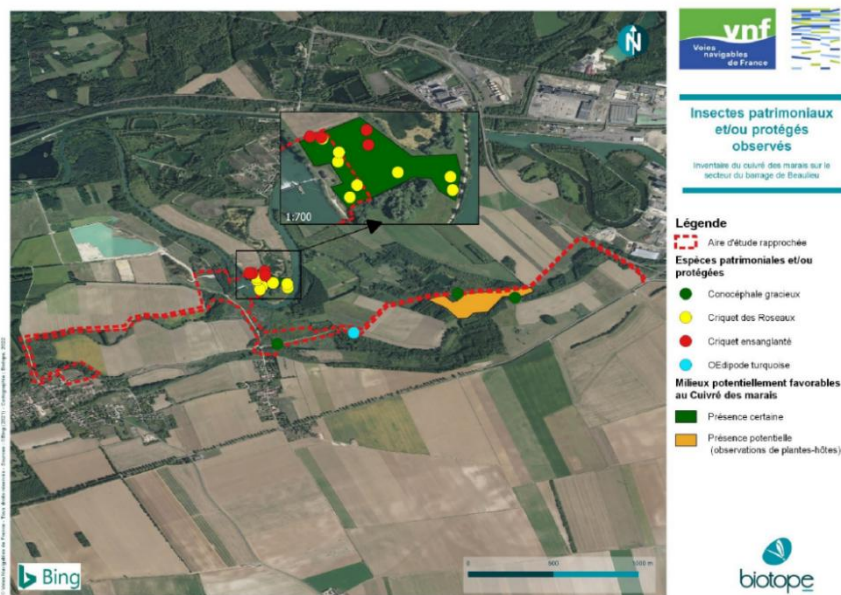 N
vnf
Voies
navigables
de France
Insectes patrimoniaux
et/ou protégés
observés
Inventaire du cuivré des marais sur le
secteur du barrage de Beaulieu
1:700
Légende
Aire d'étude rapprochée
Espèces patrimoniales et/ou
protégées
Conocéphale gracieux
Criquet des Roseaux
Criquet ensanglanté
OEdipode turquoise
Milieux potentiellement favorables
au Cuivré des marais
Présence certaine
Présence potentielle
(observations de plantes-hôtes)
0
500
1000 m
Bing
biotope